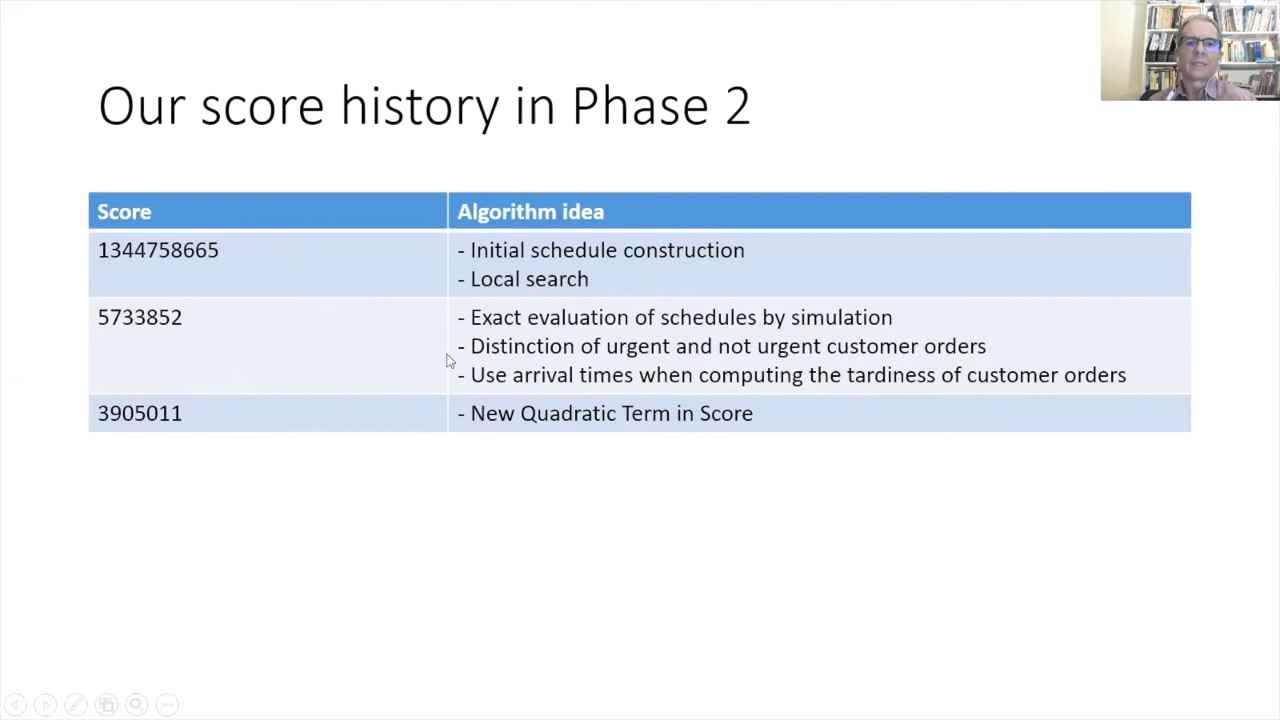 Our score history in Phase 2
Score
Algorithm idea
1344758665
- Initial schedule construction
- Local search
5733852
- Exact evaluation of schedules by simulation
- Distinction of urgent and not urgent customer orders
- Use arrival times when computing the tardiness of customer orders
3905011
- New Quadratic Term in Score